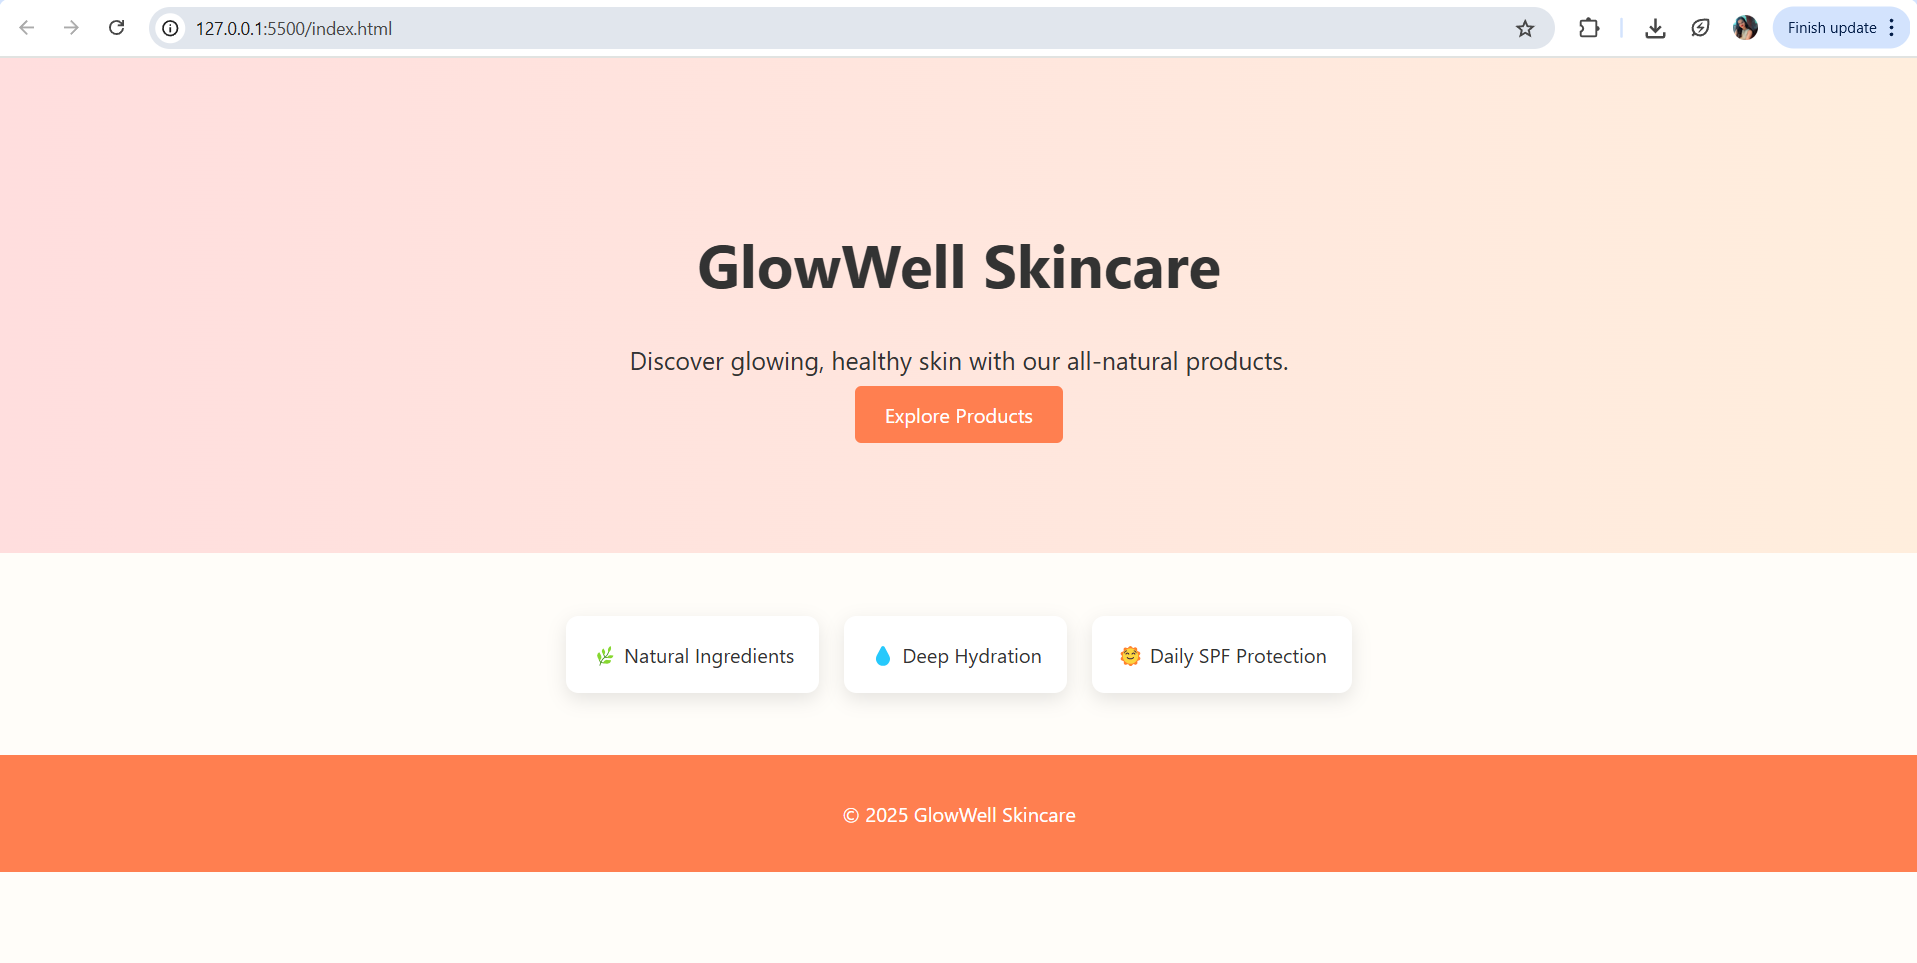 127.0.0.1:5500/index.html
Finish update
GlowWell Skincare
Discover glowing, healthy skin with our all-natural products.
Explore Products
🌿 Natural Ingredients
💧 Deep Hydration
🌞 Daily SPF Protection
© 2025 GlowWell Skincare